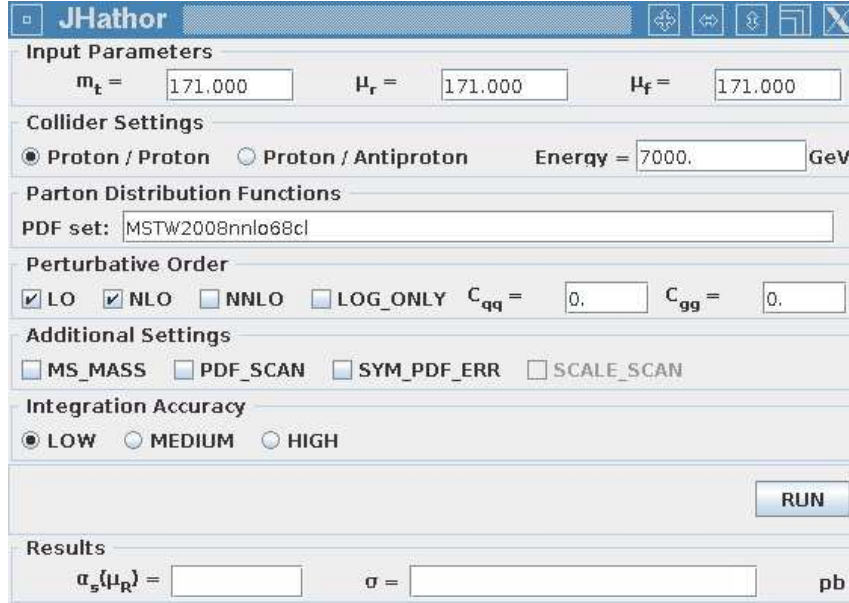 JHathor
Input Parameters
mt = 171.000 μr = 171.000 μf = 171.000
Collider Settings
Proton / Proton Proton / Antiproton Energy = 7000. GeV
Parton Distribution Functions
PDF set: MSTW2008nnlo68cl
Perturbative Order
LO NLO NNLO LOG_ONLY Cqq = 0. Cgg = 0.
Additional Settings
MS_MASS PDF_SCAN SYM_PDF_ERR SCALE_SCAN
Integration Accuracy
LOW MEDIUM HIGH
RUN
Results
αs(μR) = σ = pb